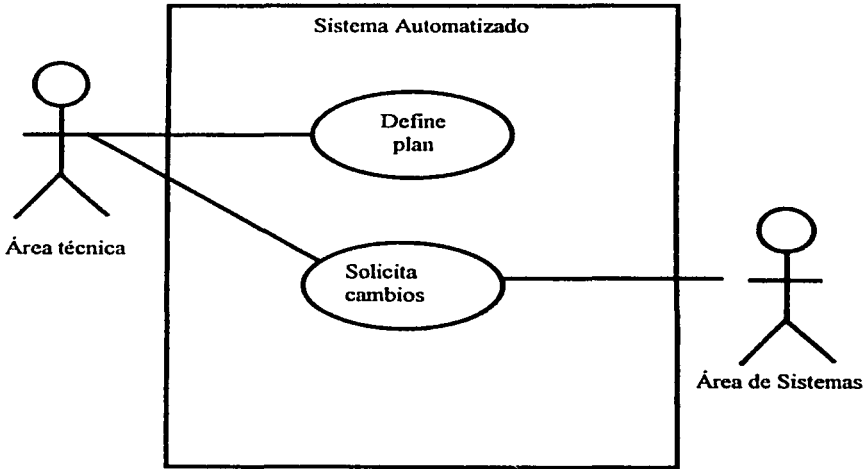 Sistema Automatizado
Define
plan
Área técnica
Solicita
cambios
Área de Sistemas